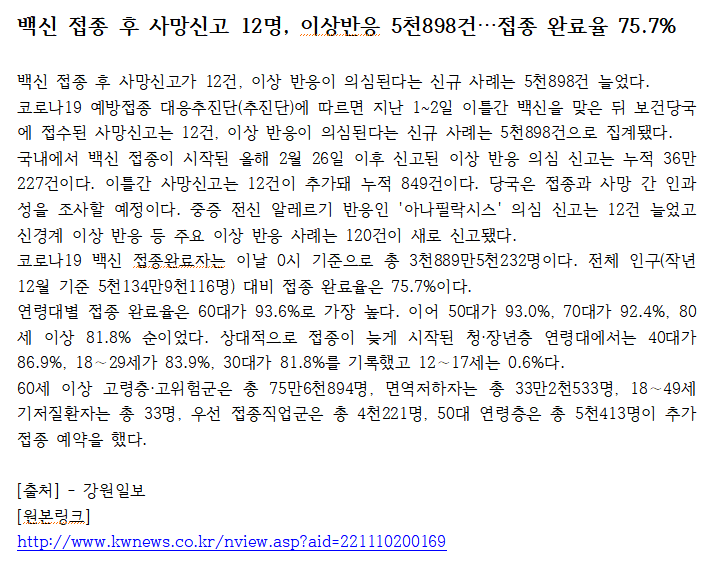 백신 접종 후 사망신고 12명, 이상반응 5천898건…접종 완료율 75.7%
백신 접종 후 사망신고가 12건, 이상 반응이 의심된다는 신규 사례는 5천898건 늘었다.
코로나19 예방접종 대응추진단(추진단)에 따르면 지난 1~2일 이틀간 백신을 맞은 뒤 보건당국
에 접수된 사망신고는 12건, 이상 반응이 의심된다는 신규 사례는 5천898건으로 집계됐다.
국내에서 백신 접종이 시작된 올해 2월 26일 이후 신고된 이상 반응 의심 신고는 누적 36만
227건이다. 이틀간 사망신고는 12건이 추가돼 누적 849건이다. 당국은 접종과 사망 간 인과
성을 조사할 예정이다. 중증 전신 알레르기 반응인 '아나필락시스' 의심 신고는 12건 늘었고
신경계 이상 반응 등 주요 이상 반응 사례는 120건이 새로 신고됐다.
코로나19 백신 접종완료자는 이날 0시 기준으로 총 3천889만5천232명이다. 전체 인구(작년
12월 기준 5천134만9천116명) 대비 접종 완료율은 75.7%이다.
연령대별 접종 완료율은 60대가 93.6%로 가장 높다. 이어 50대가 93.0%, 70대가 92.4%, 80
세 이상 81.8% 순이었다. 상대적으로 접종이 늦게 시작된 청·장년층 연령대에서는 40대가
86.9%, 18～29세가 83.9%, 30대가 81.8%를 기록했고 12～17세는 0.6%다.
60세 이상 고령층·고위험군은 총 75만6천894명, 면역저하자는 총 33만2천533명, 18～49세
기저질환자는 총 33명, 우선 접종직업군은 총 4천221명, 50대 연령층은 총 5천413명이 추가
접종 예약을 했다.
[출처] - 강원일보
[원본링크]
http://www.kwnews.co.kr/nview.asp?aid=221110200169